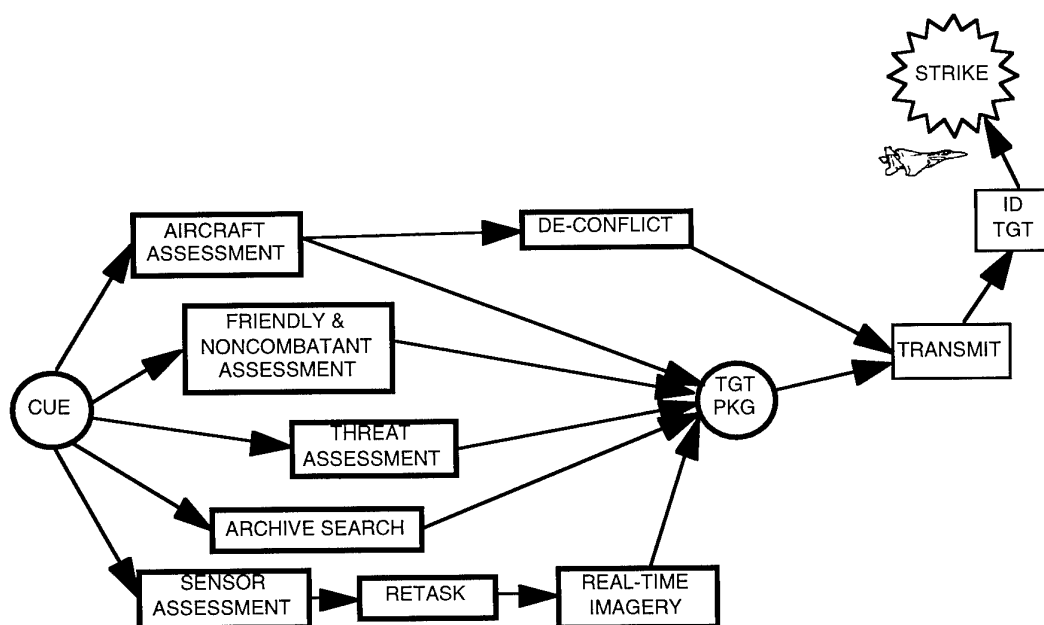 STRIKE
ID
TGT
AIRCRAFT
ASSESSMENT
DE-CONFLICT
FRIENDLY &
NONCOMBATANT
ASSESSMENT
TRANSMIT
CUE
TGT
PKG
THREAT
ASSESSMENT
ARCHIVE SEARCH
SENSOR
ASSESSMENT
RETASK
REAL-TIME
IMAGERY